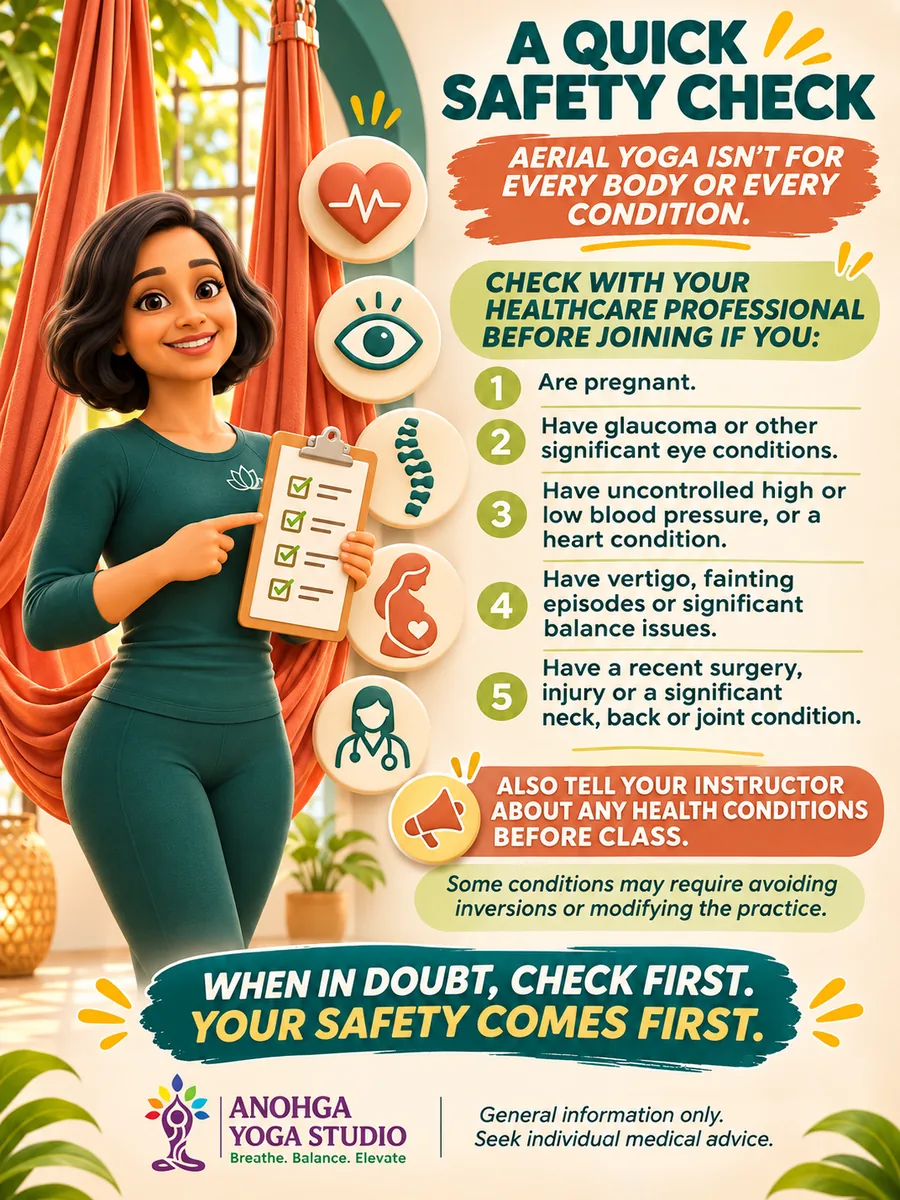 A QUICK
SAFETY CHECK
AERIAL YOGA ISN'T FOR
EVERY BODY OR EVERY
CONDITION.
CHECK WITH YOUR
HEALTHCARE PROFESSIONAL
BEFORE JOINING IF YOU:
1 Are pregnant.
2 Have glaucoma or other
significant eye conditions.
3 Have uncontrolled high or
low blood pressure, or a
heart condition.
4 Have vertigo, fainting
episodes or significant
balance issues.
5 Have a recent surgery,
injury or a significant
neck, back or joint condition.
ALSO TELL YOUR INSTRUCTOR
ABOUT ANY HEALTH CONDITIONS
BEFORE CLASS.
Some conditions may require avoiding
inversions or modifying the practice.
WHEN IN DOUBT, CHECK FIRST.
YOUR SAFETY COMES FIRST.
ANOHGA
YOGA STUDIO
Breathe. Balance. Elevate
General information only.
Seek individual medical advice.